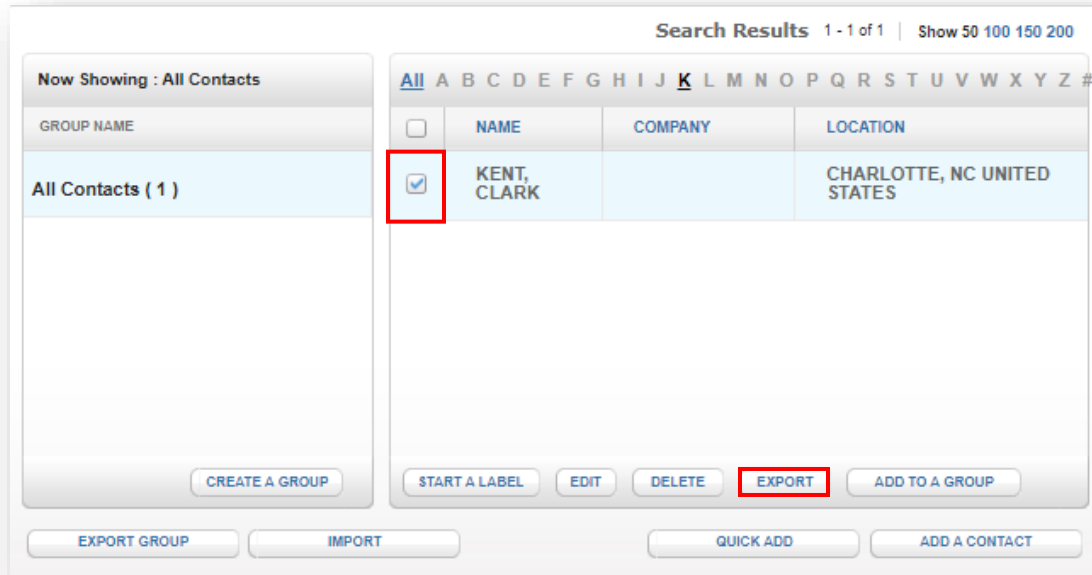 Search Results 1 - 1 of 1 | Show 50 100 150 200
Now Showing : All Contacts
All A B C D E F G H I J K L M N O P Q R S T U V W X Y Z #
GROUP NAME
NAME COMPANY LOCATION
All Contacts ( 1 )
KENT,
CLARK
CHARLOTTE, NC UNITED
STATES
CREATE A GROUP
START A LABEL EDIT DELETE EXPORT ADD TO A GROUP
EXPORT GROUP IMPORT QUICK ADD ADD A CONTACT